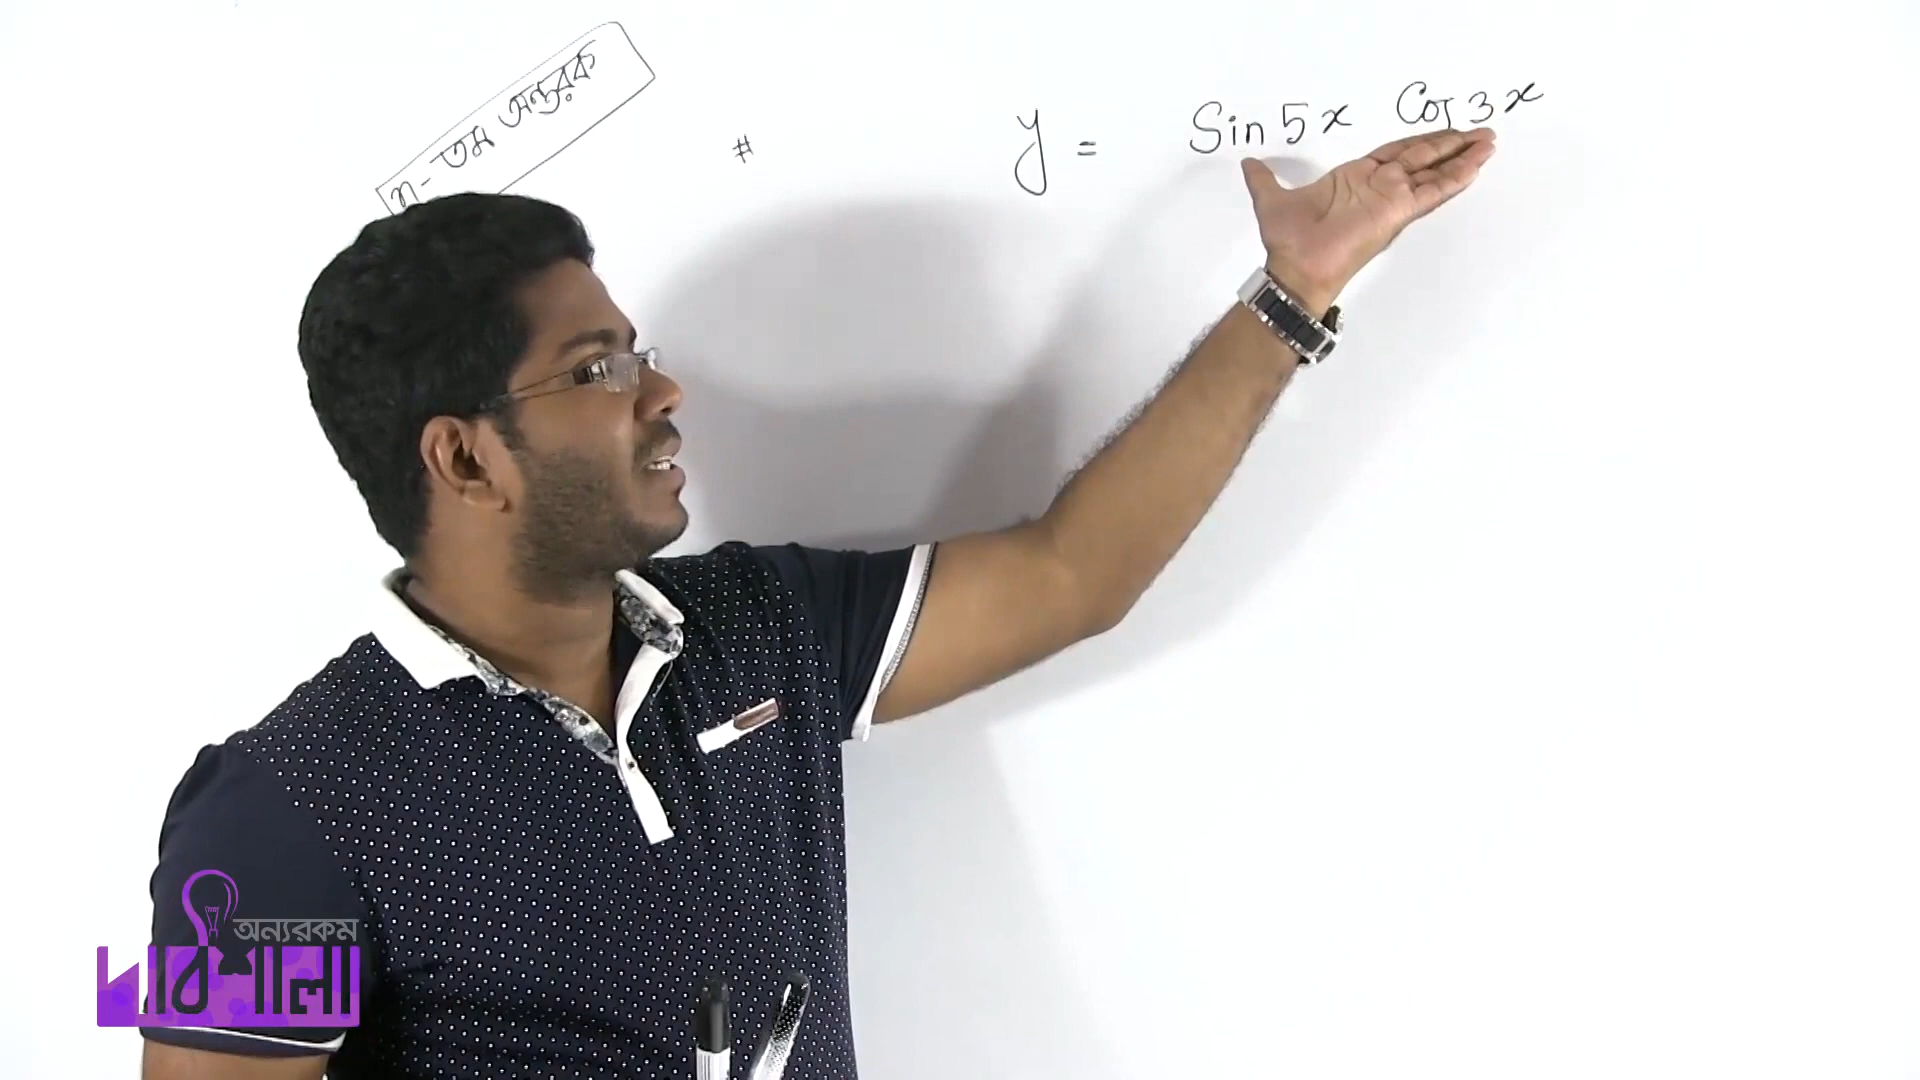 n-তম অন্তরক
# y = Sin 5x Cos 3x
অন্যরকম
পাঠশালা